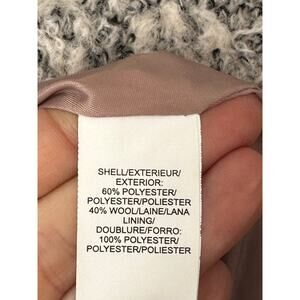 SHELL/EXTERIEUR/
EXTERIOR:
60% POLYESTER/
POLYESTER/POLIESTER
40% WOOL/LAINE/LANA
LINING/
DOUBLURE/FORRO:
100% POLYESTER/
POLYESTER/POLIESTER